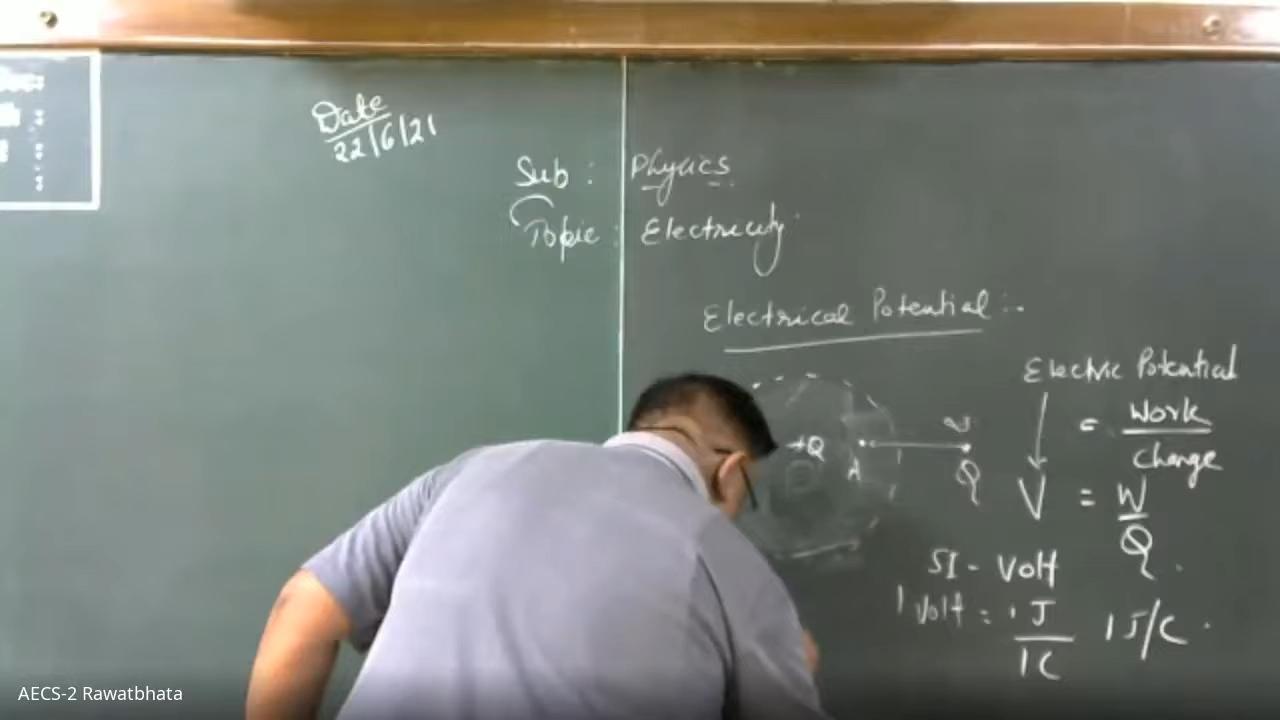 Date
22/6/21
Sub : Physics
Topic : Electricity
Electrical Potential :-
+Q
A
Q
Electric Potential
= Work
Charge
V = W
Q
SI - Volt
1 Volt = 1 J 1 J/C
1C
AECS-2 Rawatbhata